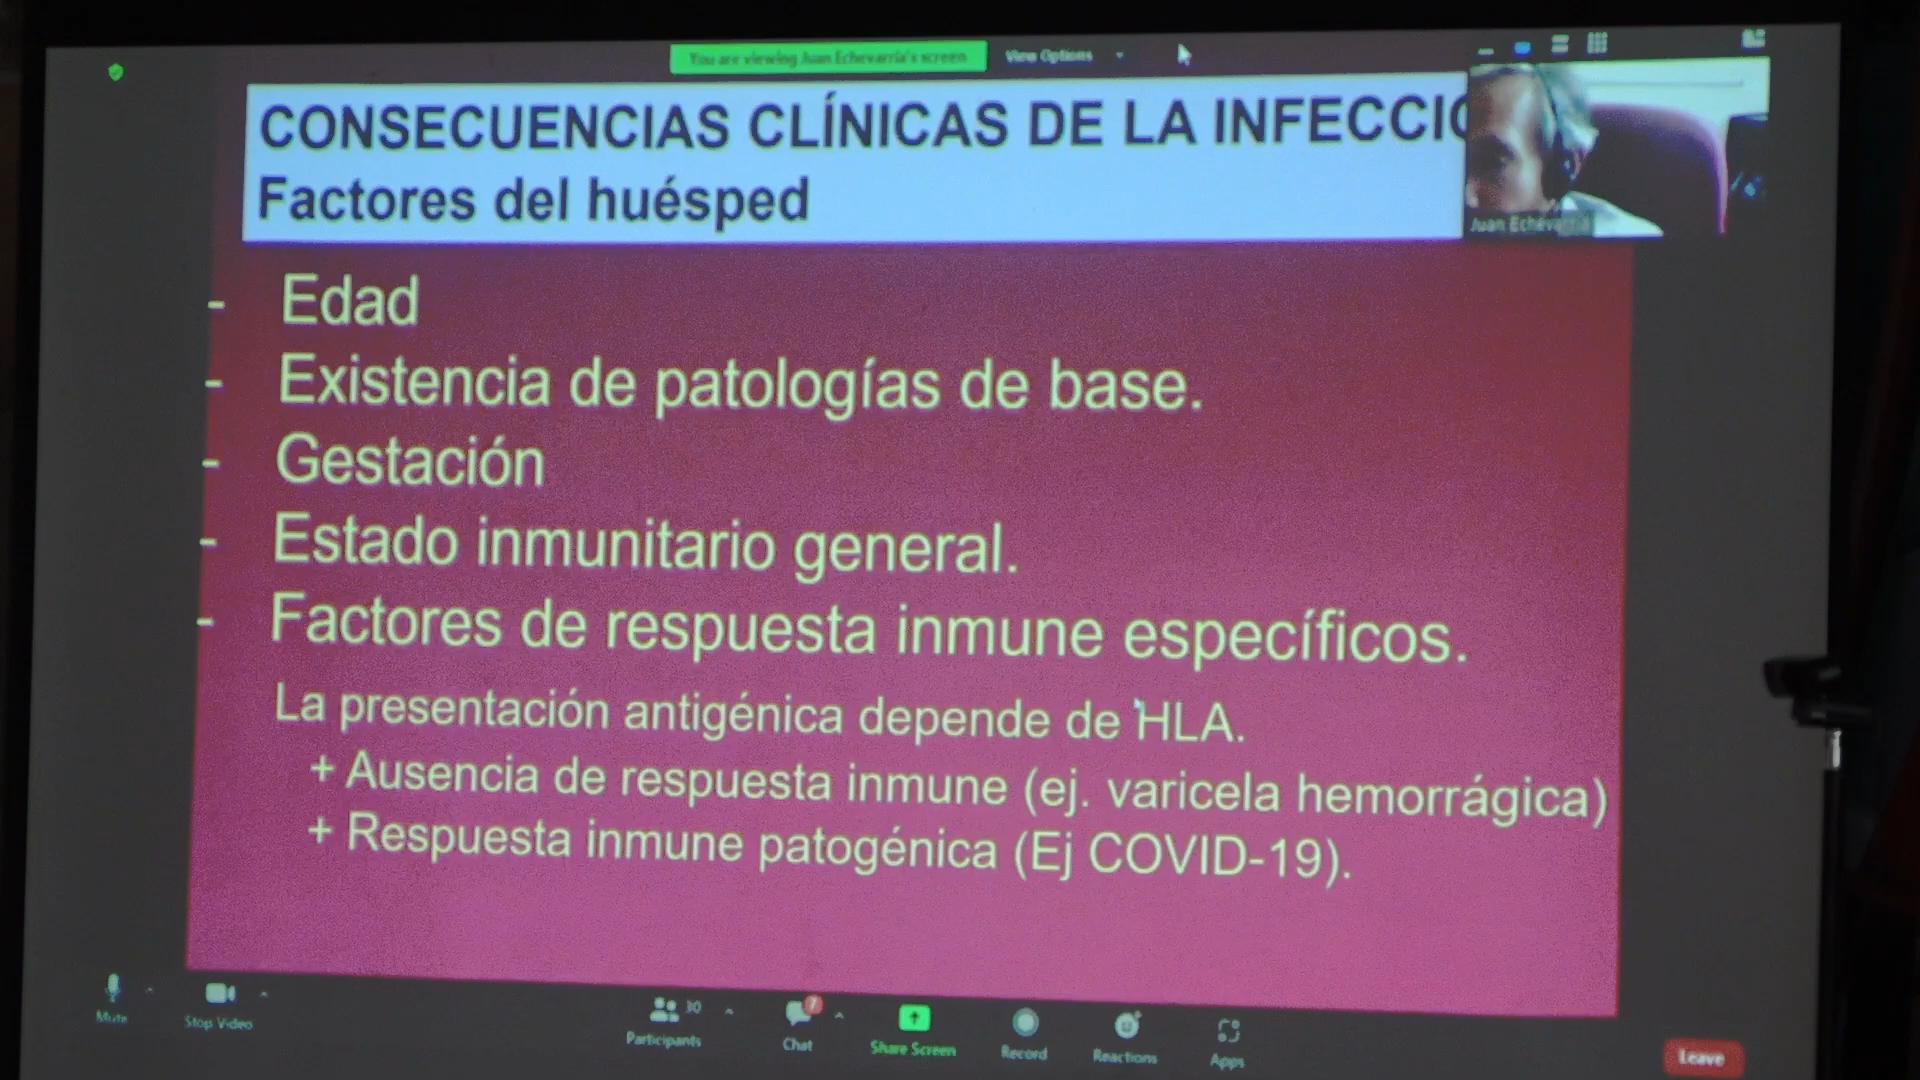 You are viewing Juan Echevarría's screen
View Options
CONSECUENCIAS CLÍNICAS DE LA INFECCIO
Factores del huésped
Juan Echevarría
- Edad
- Existencia de patologías de base.
- Gestación
- Estado inmunitario general.
- Factores de respuesta inmune específicos.
La presentación antigénica depende de HLA.
+ Ausencia de respuesta inmune (ej. varicela hemorrágica)
+ Respuesta inmune patogénica (Ej COVID-19).
Mute
Stop Video
30
Participants
7
Chat
Share Screen
Record
Reactions
Apps
Leave